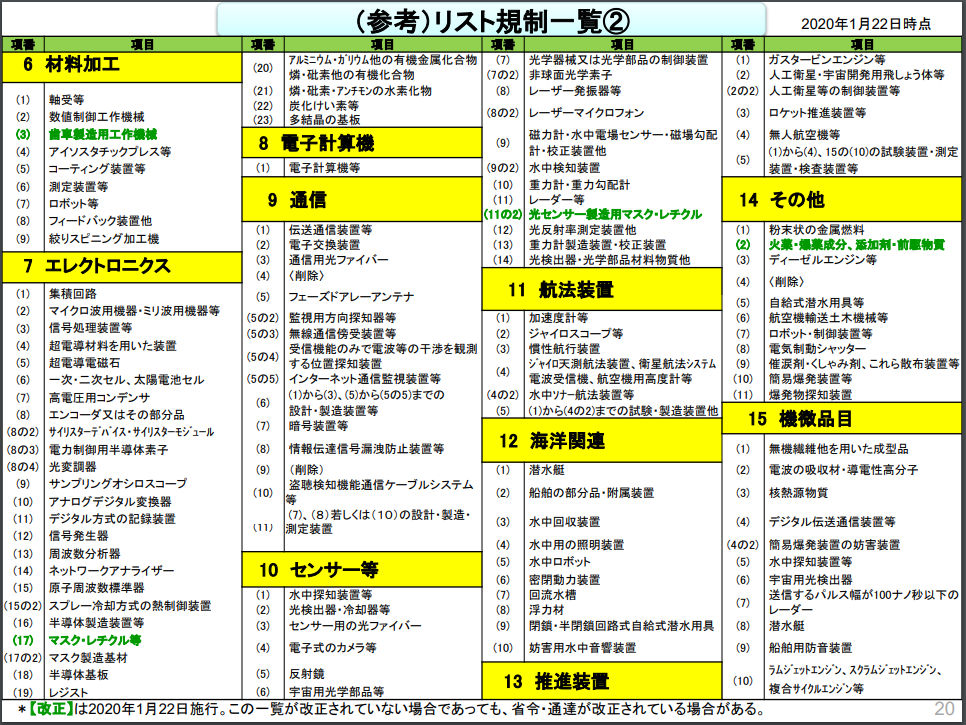 (参考)リスト規制一覧②
2020年1月22日時点
項番 項目
6 材料加工
(1) 軸受等
(2) 数値制御工作機械
(3) 歯車製造用工作機械
(4) アイソスタチックプレス等
(5) コーティング装置等
(6) 測定装置等
(7) ロボット等
(8) フィードバック装置他
(9) 絞りスピニング加工機
7 エレクトロニクス
(1) 集積回路
(2) マイクロ波用機器・ミリ波用機器等
(3) 信号処理装置等
(4) 超電導材料を用いた装置
(5) 超電導電磁石
(6) 一次・二次セル、太陽電池セル
(7) 高電圧用コンデンサ
(8) エンコーダ又はその部分品
(8の2) サイリスターデバイス・サイリスターモジュール
(8の3) 電力制御用半導体素子
(8の4) 光変調器
(9) サンプリングオシロスコープ
(10) アナログデジタル変換器
(11) デジタル方式の記録装置
(12) 信号発生器
(13) 周波数分析器
(14) ネットワークアナライザー
(15) 原子周波数標準器
(15の2) スプレー冷却方式の熱制御装置
(16) 半導体製造装置等
(17) マスク・レチクル等
(17の2) マスク製造基材
(18) 半導体基板
(19) レジスト
項番 項目
(20) アルミニウム・ガリウム他の有機金属化合物
燐・砒素他の有機化合物
(21) 燐・砒素・アンチモンの水素化物
(22) 炭化けい素等
(23) 多結晶の基板
8 電子計算機
(1) 電子計算機等
9 通信
(1) 伝送通信装置等
(2) 電子交換装置
(3) 通信用光ファイバー
(4) 〈削除〉
(5) フェーズドアレーアンテナ
(5の2) 監視用方向探知器等
(5の3) 無線通信傍受装置等
(5の4) 受信機能のみで電波等の干渉を観測
する位置探知装置
(5の5) インターネット通信監視装置等
(6) (1)から(3)、(5)から(5の5)までの
設計・製造装置等
(7) 暗号装置等
(8) 情報伝達信号漏洩防止装置等
(9) (削除)
(10) 盗聴検知機能通信ケーブルシステム
等
(11) (7)、(8)若しくは(10)の設計・製造・
測定装置
10 センサー等
(1) 水中探知装置等
(2) 光検出器・冷却器等
(3) センサー用の光ファイバー
(4) 電子式のカメラ等
(5) 反射鏡
(6) 宇宙用光学部品等
項番 項目
(7) 光学器械又は光学部品の制御装置
(7の2) 非球面光学素子
(8) レーザー発振器等
(8の2) レーザーマイクロフォン
(9) 磁力計・水中電場センサー・磁場勾配
計・校正装置他
(9の2) 水中検知装置
(10) 重力計・重力勾配計
(11) レーダー等
(11の2) 光センサー製造用マスク・レチクル
(12) 光反射率測定装置他
(13) 重力計製造装置・校正装置
(14) 光検出器・光学部品材料物質他
11 航法装置
(1) 加速度計等
(2) ジャイロスコープ等
(3) 慣性航行装置
(4) ジャイロ天測航法装置、衛星航法システム
電波受信機、航空機用高度計等
(4の2) 水中ソナー航法装置等
(5) (1)から(4の2)までの試験・製造装置他
12 海洋関連
(1) 潜水艇
(2) 船舶の部分品・附属装置
(3) 水中回収装置
(4) 水中用の照明装置
(5) 水中ロボット
(6) 密閉動力装置
(7) 回流水槽
(8) 浮力材
(9) 閉鎖・半閉鎖回路式自給式潜水用具
(10) 妨害用水中音響装置
13 推進装置
項番 項目
(1) ガスタービンエンジン等
(2) 人工衛星・宇宙開発用飛しょう体等
(2の2) 人工衛星等の制御装置等
(3) ロケット推進装置等
(4) 無人航空機等
(5) (1)から(4)、15の(10)の試験装置・測定
装置・検査装置等
14 その他
(1) 粉末状の金属燃料
(2) 火薬・爆薬成分、添加剤・前駆物質
(3) ディーゼルエンジン等
(4) 〈削除〉
(5) 自給式潜水用具等
(6) 航空機輸送土木機械等
(7) ロボット・制御装置等
(8) 電気制動シャッター
(9) 催涙剤・くしゃみ剤、これら散布装置等
(10) 簡易爆発装置等
(11) 爆発物探知装置
15 機微品目
(1) 無機繊維他を用いた成型品
(2) 電波の吸収材・導電性高分子
(3) 核熱源物質
(4) デジタル伝送通信装置等
(4の2) 簡易爆発装置の妨害装置
(5) 水中探知装置等
(6) 宇宙用光検出器
(7) 送信するパルス幅が100ナノ秒以下の
レーダー
(8) 潜水艇
(9) 船舶用防音装置
(10) ラムジェットエンジン、スクラムジェットエンジン、
複合サイクルエンジン等
*【改正】は2020年1月22日施行。この一覧が改正されていない場合であっても、省令・通達が改正されている場合がある。
20